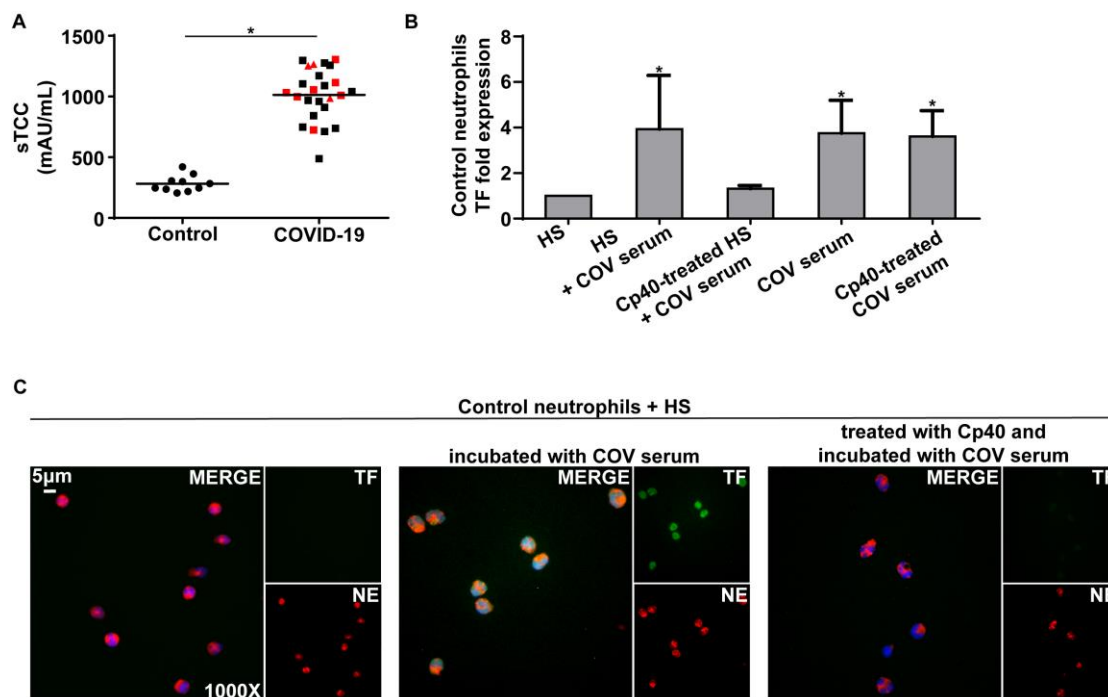 A
*
1500
1000
500
0
sTCC
(mAU/mL)
Control
COVID-19
B
8
6
4
2
0
Control neutrophils
TF fold expression
*
*
*
HS
HS
+ COV serum
Cp40-treated HS
+ COV serum
COV serum
Cp40-treated
COV serum
C
Control neutrophils + HS
treated with Cp40 and
incubated with COV serum
incubated with COV serum
5µm
MERGE
TF
NE
1000X
MERGE
TF
NE
MERGE
TF
NE